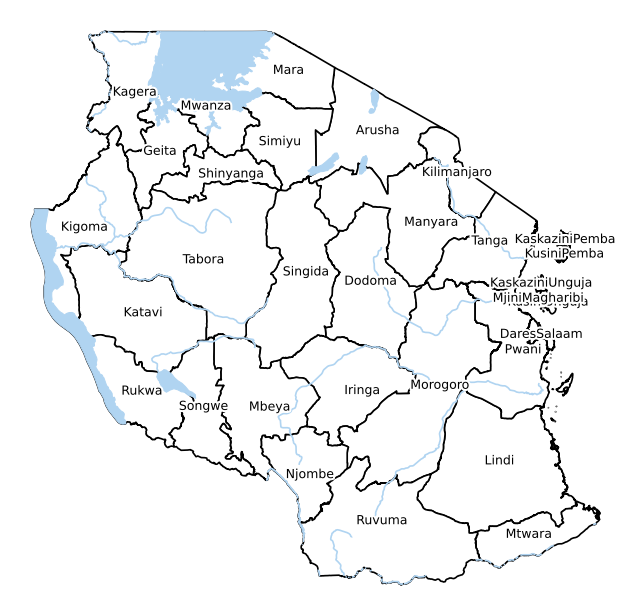 Mara
Kagera
Mwanza
Arusha
Simiyu
Geita
Shinyanga
Kilimanjaro
Kigoma
Manyara
Tanga
KaskaziniPemba
KusiniPemba
Tabora
Singida
Dodoma
KaskaziniUnguja
MjiniMagharibi
KusiniUnguja
Katavi
DaresSalaam
Pwani
Rukwa
Songwe
Mbeya
Iringa
Morogoro
Lindi
Njombe
Ruvuma
Mtwara